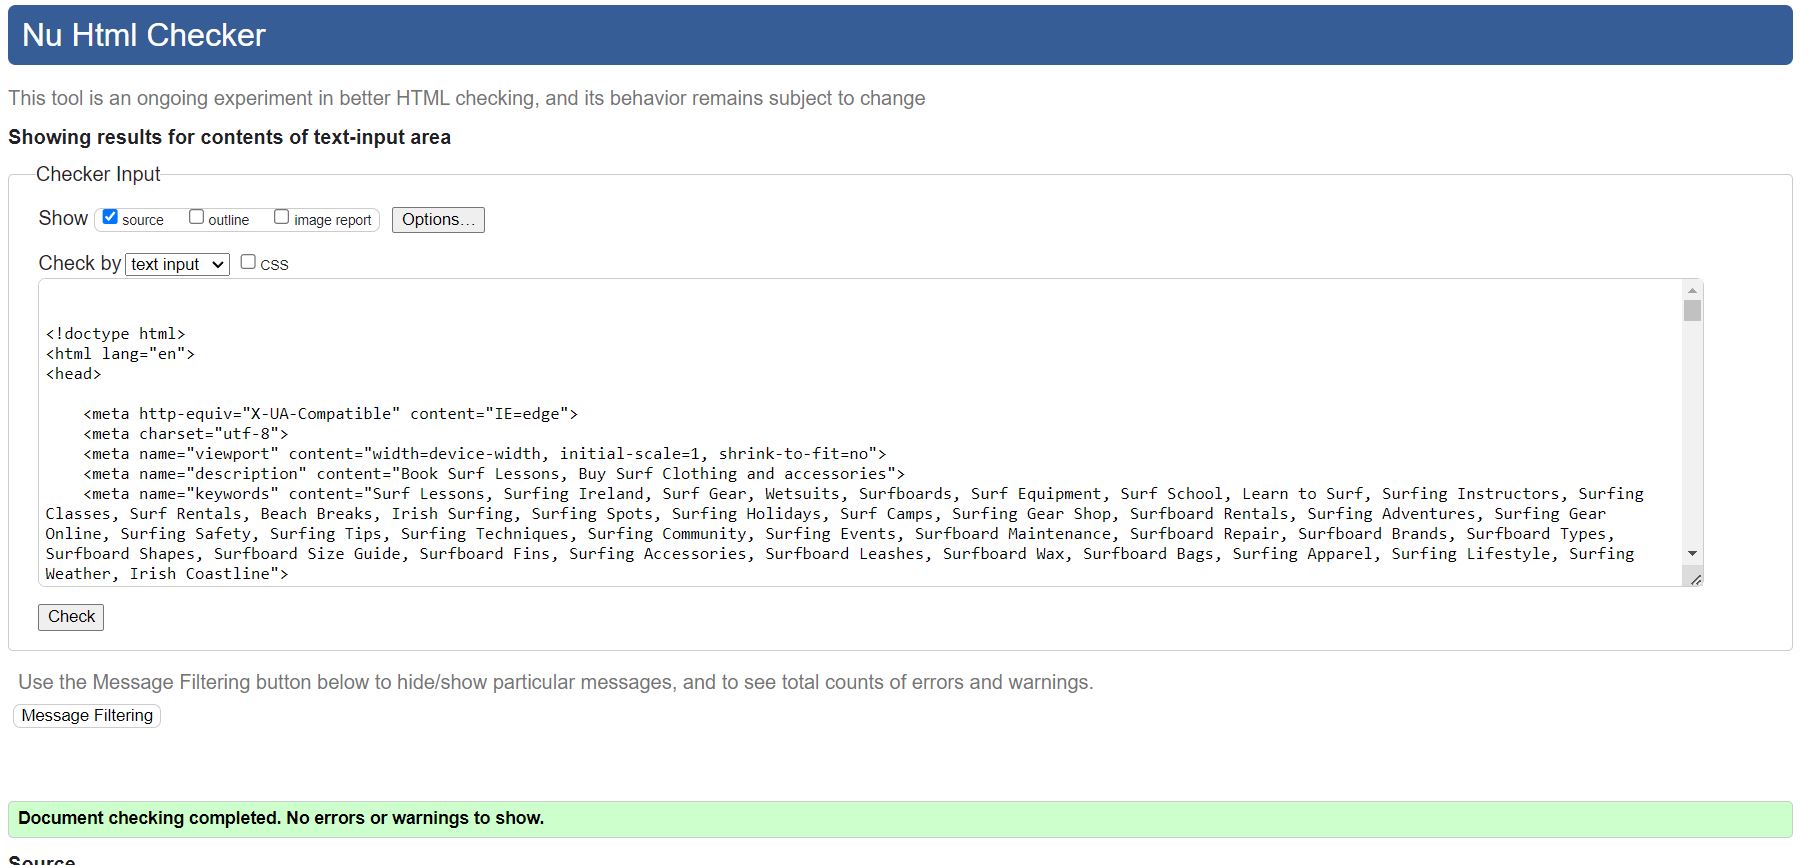 Nu Html Checker
This tool is an ongoing experiment in better HTML checking, and its behavior remains subject to change
Showing results for contents of text-input area
Checker Input
Show source outline image report Options...
Check by text input CSS
<!doctype html>
<html lang="en">
<head>
<meta http-equiv="X-UA-Compatible" content="IE=edge">
<meta charset="utf-8">
<meta name="viewport" content="width=device-width, initial-scale=1, shrink-to-fit=no">
<meta name="description" content="Book Surf Lessons, Buy Surf Clothing and accessories">
<meta name="keywords" content="Surf Lessons, Surfing Ireland, Surf Gear, Wetsuits, Surfboards, Surf Equipment, Surf School, Learn to Surf, Surfing Instructors, Surfing
Classes, Surf Rentals, Beach Breaks, Irish Surfing, Surfing Spots, Surfing Holidays, Surf Camps, Surfing Gear Shop, Surfboard Rentals, Surfing Adventures, Surfing Gear
Online, Surfing Safety, Surfing Tips, Surfing Techniques, Surfing Community, Surfing Events, Surfboard Maintenance, Surfboard Repair, Surfboard Brands, Surfboard Types,
Surfboard Shapes, Surfboard Size Guide, Surfboard Fins, Surfing Accessories, Surfboard Leashes, Surfboard Wax, Surfboard Bags, Surfing Apparel, Surfing Lifestyle, Surfing
Weather, Irish Coastline">
Check
Use the Message Filtering button below to hide/show particular messages, and to see total counts of errors and warnings.
Message Filtering
Document checking completed. No errors or warnings to show.
Source